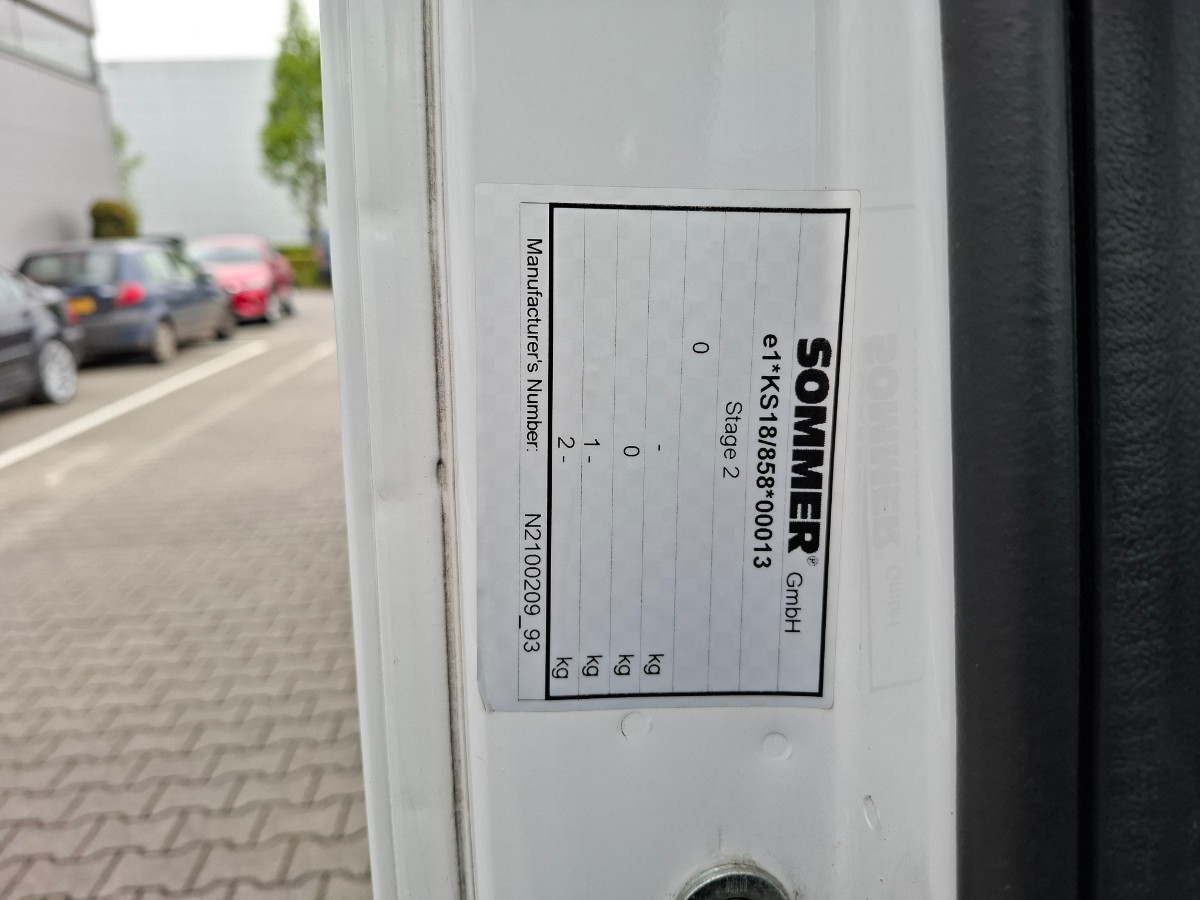 SOMMER® GmbH
e1*KS18/858*00013
Stage 2
0
- kg
0 kg
1 - kg
2 - kg
Manufacturer's Number: N2100209_93